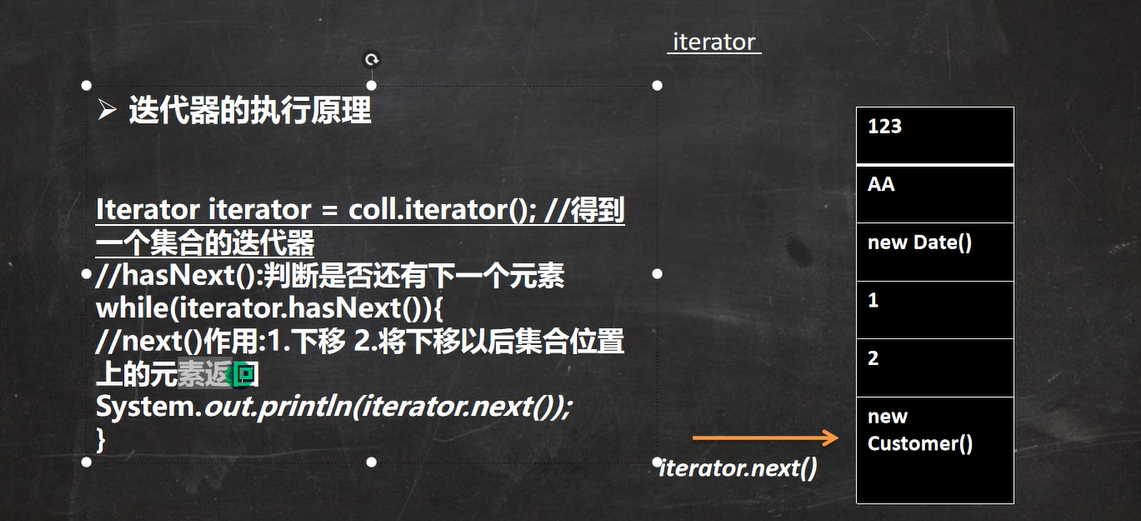 iterator
迭代器的执行原理
Iterator iterator = coll.iterator(); //得到
一个集合的迭代器
//hasNext():判断是否还有下一个元素
while(iterator.hasNext()){
//next()作用:1.下移 2.将下移以后集合位置
上的元素返回
System.out.println(iterator.next());
}
123
AA
new Date()
1
2
new
Customer()
iterator.next()